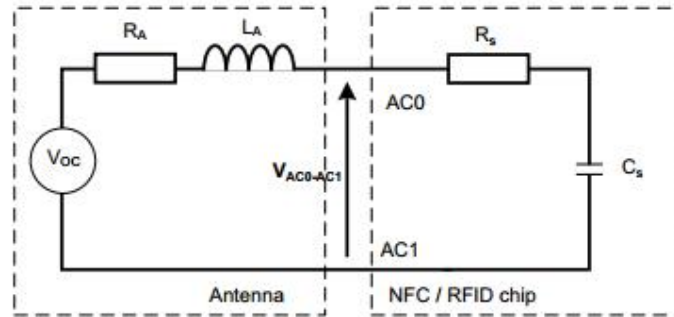 RA
LA
Rs
AC0
Voc
VAC0-AC1
Cs
AC1
Antenna
NFC / RFID chip